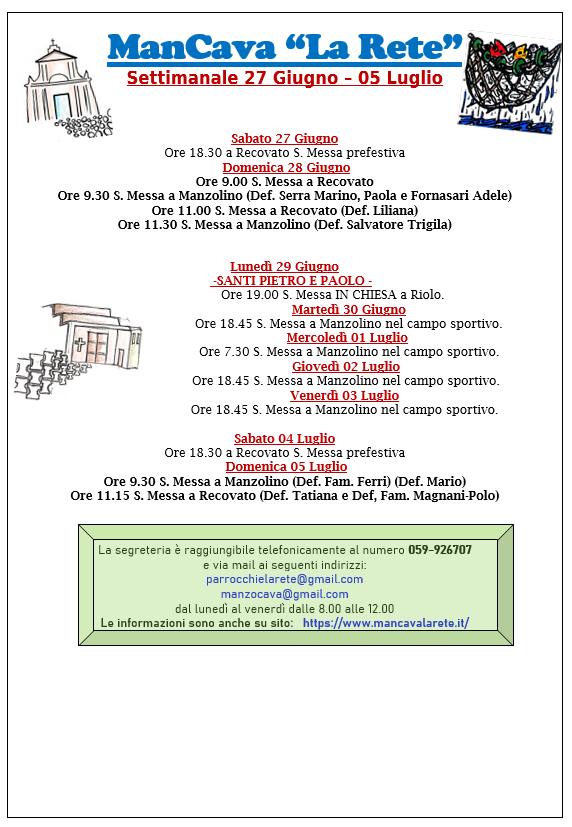 ManCava “La Rete”
Settimanale 27 Giugno – 05 Luglio
Sabato 27 Giugno
Ore 18.30 a Recovato S. Messa prefestiva
Domenica 28 Giugno
Ore 9.00 S. Messa a Recovato
Ore 9.30 S. Messa a Manzolino (Def. Serra Marino, Paola e Fornasari Adele)
Ore 11.00 S. Messa a Recovato (Def. Liliana)
Ore 11.30 S. Messa a Manzolino (Def. Salvatore Trigila)
Lunedì 29 Giugno
-SANTI PIETRO E PAOLO -
Ore 19.00 S. Messa IN CHIESA a Riolo.
Martedì 30 Giugno
Ore 18.45 S. Messa a Manzolino nel campo sportivo.
Mercoledì 01 Luglio
Ore 7.30 S. Messa a Manzolino nel campo sportivo.
Giovedì 02 Luglio
Ore 18.45 S. Messa a Manzolino nel campo sportivo.
Venerdì 03 Luglio
Ore 18.45 S. Messa a Manzolino nel campo sportivo.
Sabato 04 Luglio
Ore 18.30 a Recovato S. Messa prefestiva
Domenica 05 Luglio
Ore 9.30 S. Messa a Manzolino (Def. Fam. Ferri) (Def. Mario)
Ore 11.15 S. Messa a Recovato (Def. Tatiana e Def, Fam. Magnani-Polo)
La segreteria è raggiungibile telefonicamente al numero 059-926707
e via mail ai seguenti indirizzi:
parrocchielarete@gmail.com
manzocava@gmail.com
dal lunedì al venerdì dalle 8.00 alle 12.00
Le informazioni sono anche su sito: https://www.mancavalarete.it/